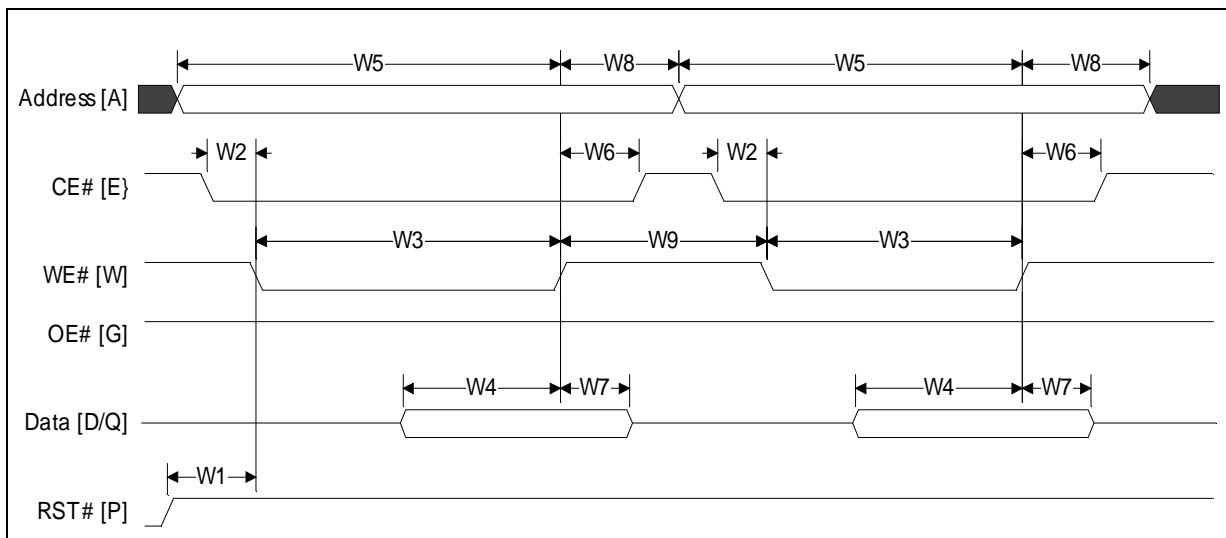 W5 W8 W5 W8
Address [A]
W2 W6 W2 W6
CE# [E}
W3 W9 W3
WE# [W]
OE# [G]
W4 W7 W4 W7
Data [D/Q]
W1
RST# [P]